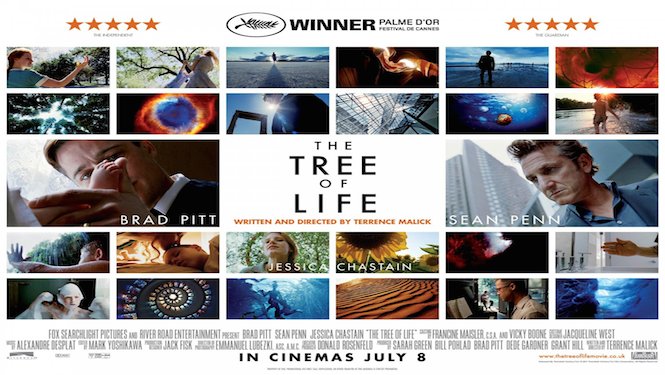 WINNER PALME D'OR
FESTIVAL DE CANNES
THE INDEPENDENT
THE GUARDIAN
THE
TREE
OF
LIFE
BRAD PITT
SEAN PENN
WRITTEN AND DIRECTED BY TERRENCE MALICK
JESSICA CHASTAIN
FOX SEARCHLIGHT PICTURES AND RIVER ROAD ENTERTAINMENT PRESENT BRAD PITT SEAN PENN JESSICA CHASTAIN "THE TREE OF LIFE" CASTING BY FRANCINE MAISLER, C.S.A. AND VICKY BOONE JACQUELINE WEST
MUSIC BY ALEXANDRE DESPLAT MARK YOSHIKAWA JACK FISK EMMANUEL LUBEZKI, ASC, A.M.C. DONALD ROSENFELD SARAH GREEN BILL POHLAD BRAD PITT DEDE GARDNER GRANT HILL TERRENCE MALICK
IN CINEMAS JULY 8
www.thetreeoflifemovie.co.uk